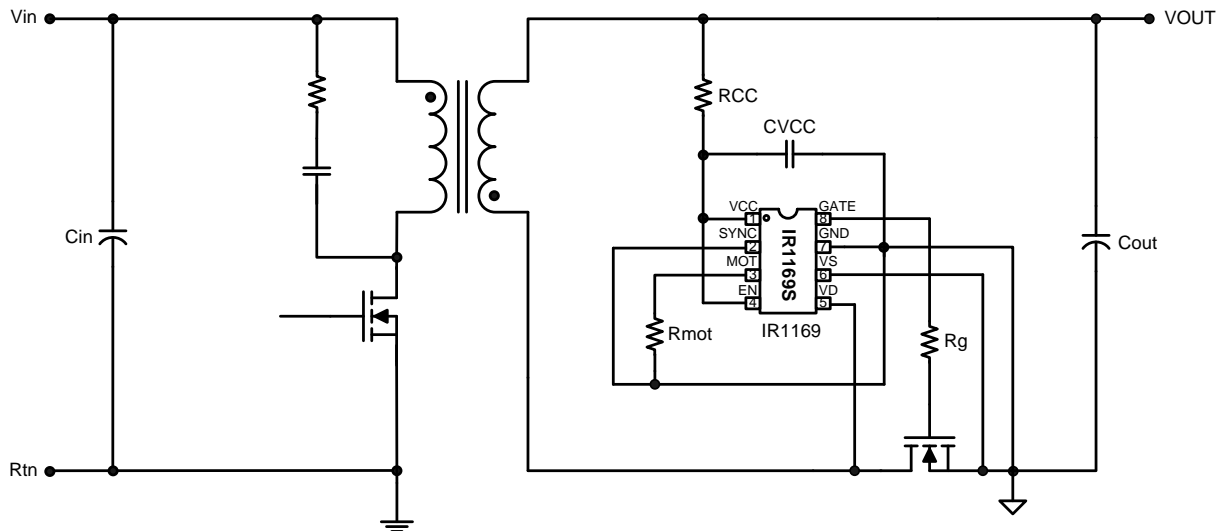 Vin
VOUT
RCC
CVCC
VCC
1
SYNC
2
MOT
3
EN
4
IR1169S
GATE
8
GND
7
VS
6
VD
5
IR1169
Cin
Cout
Rmot
Rg
Rtn